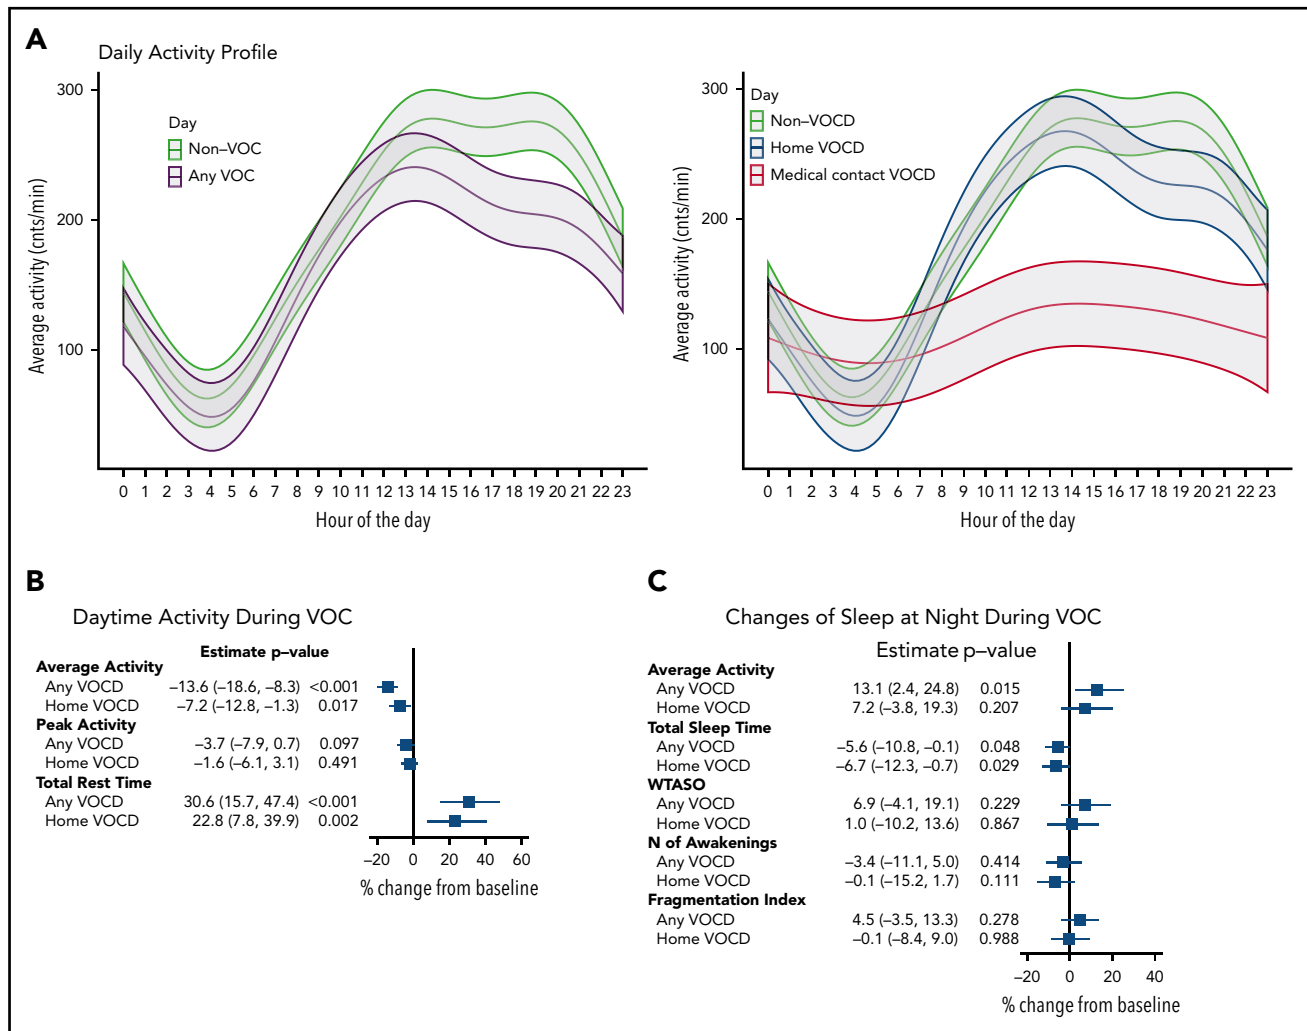 A
Daily Activity Profile
300
200
100
Average activity (cnts/min)
Day
Non–VOC
Any VOC
0 1 2 3 4 5 6 7 8 9 10 11 12 13 14 15 16 17 18 19 20 21 22 23
Hour of the day
300
200
100
Average activity (cnts/min)
Day
Non–VOCD
Home VOCD
Medical contact VOCD
0 1 2 3 4 5 6 7 8 9 10 11 12 13 14 15 16 17 18 19 20 21 22 23
Hour of the day
B
Daytime Activity During VOC
Estimate p–value
Average Activity
Any VOCD –13.6 (–18.6, –8.3) <0.001
Home VOCD –7.2 (–12.8, –1.3) 0.017
Peak Activity
Any VOCD –3.7 (–7.9, 0.7) 0.097
Home VOCD –1.6 (–6.1, 3.1) 0.491
Total Rest Time
Any VOCD 30.6 (15.7, 47.4) <0.001
Home VOCD 22.8 (7.8, 39.9) 0.002
–20 0 20 40 60
% change from baseline
C
Changes of Sleep at Night During VOC
Estimate p–value
Average Activity
Any VOCD 13.1 (2.4, 24.8) 0.015
Home VOCD 7.2 (–3.8, 19.3) 0.207
Total Sleep Time
Any VOCD –5.6 (–10.8, –0.1) 0.048
Home VOCD –6.7 (–12.3, –0.7) 0.029
WTASO
Any VOCD 6.9 (–4.1, 19.1) 0.229
Home VOCD 1.0 (–10.2, 13.6) 0.867
N of Awakenings
Any VOCD –3.4 (–11.1, 5.0) 0.414
Home VOCD –0.1 (–15.2, 1.7) 0.111
Fragmentation Index
Any VOCD 4.5 (–3.5, 13.3) 0.278
Home VOCD –0.1 (–8.4, 9.0) 0.988
–20 0 20 40
% change from baseline